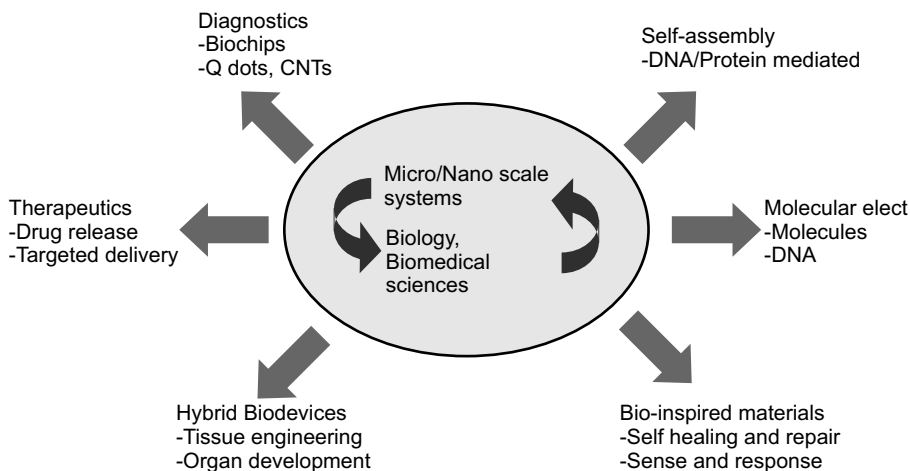 Diagnostics
-Biochips
-Q dots, CNTs
Self-assembly
-DNA/Protein mediated
Micro/Nano scale
systems
Biology,
Biomedical
sciences
Therapeutics
-Drug release
-Targeted delivery
Molecular elect
-Molecules
-DNA
Hybrid Biodevices
-Tissue engineering
-Organ development
Bio-inspired materials
-Self healing and repair
-Sense and response